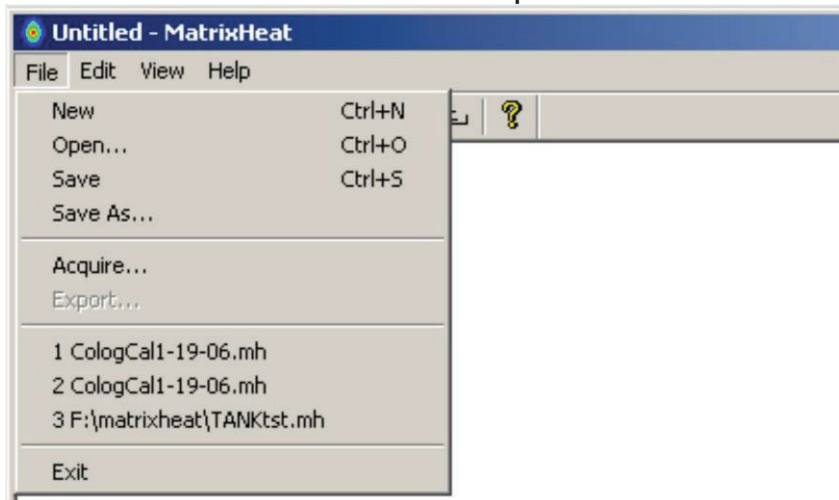 Untitled - MatrixHeat
File Edit View Help
New Ctrl+N
Open... Ctrl+O
Save Ctrl+S
Save As...
Acquire...
Export...
1 CologCal1-19-06.mh
2 CologCal1-19-06.mh
3 F:\matrixheat\TANKtst.mh
Exit